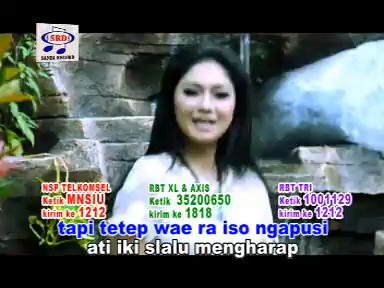 SRD
SANDI RECORD
NSP TELKOMSEL
Ketik MNSIU
kirim ke 1212
RBT XL & AXIS
Ketik 35200650
kirim ke 1818
RBT TRI
Ketik 1001129
kirim ke 1212
tapi tetep wae ra iso ngapusi
ati iki slalu mengharap